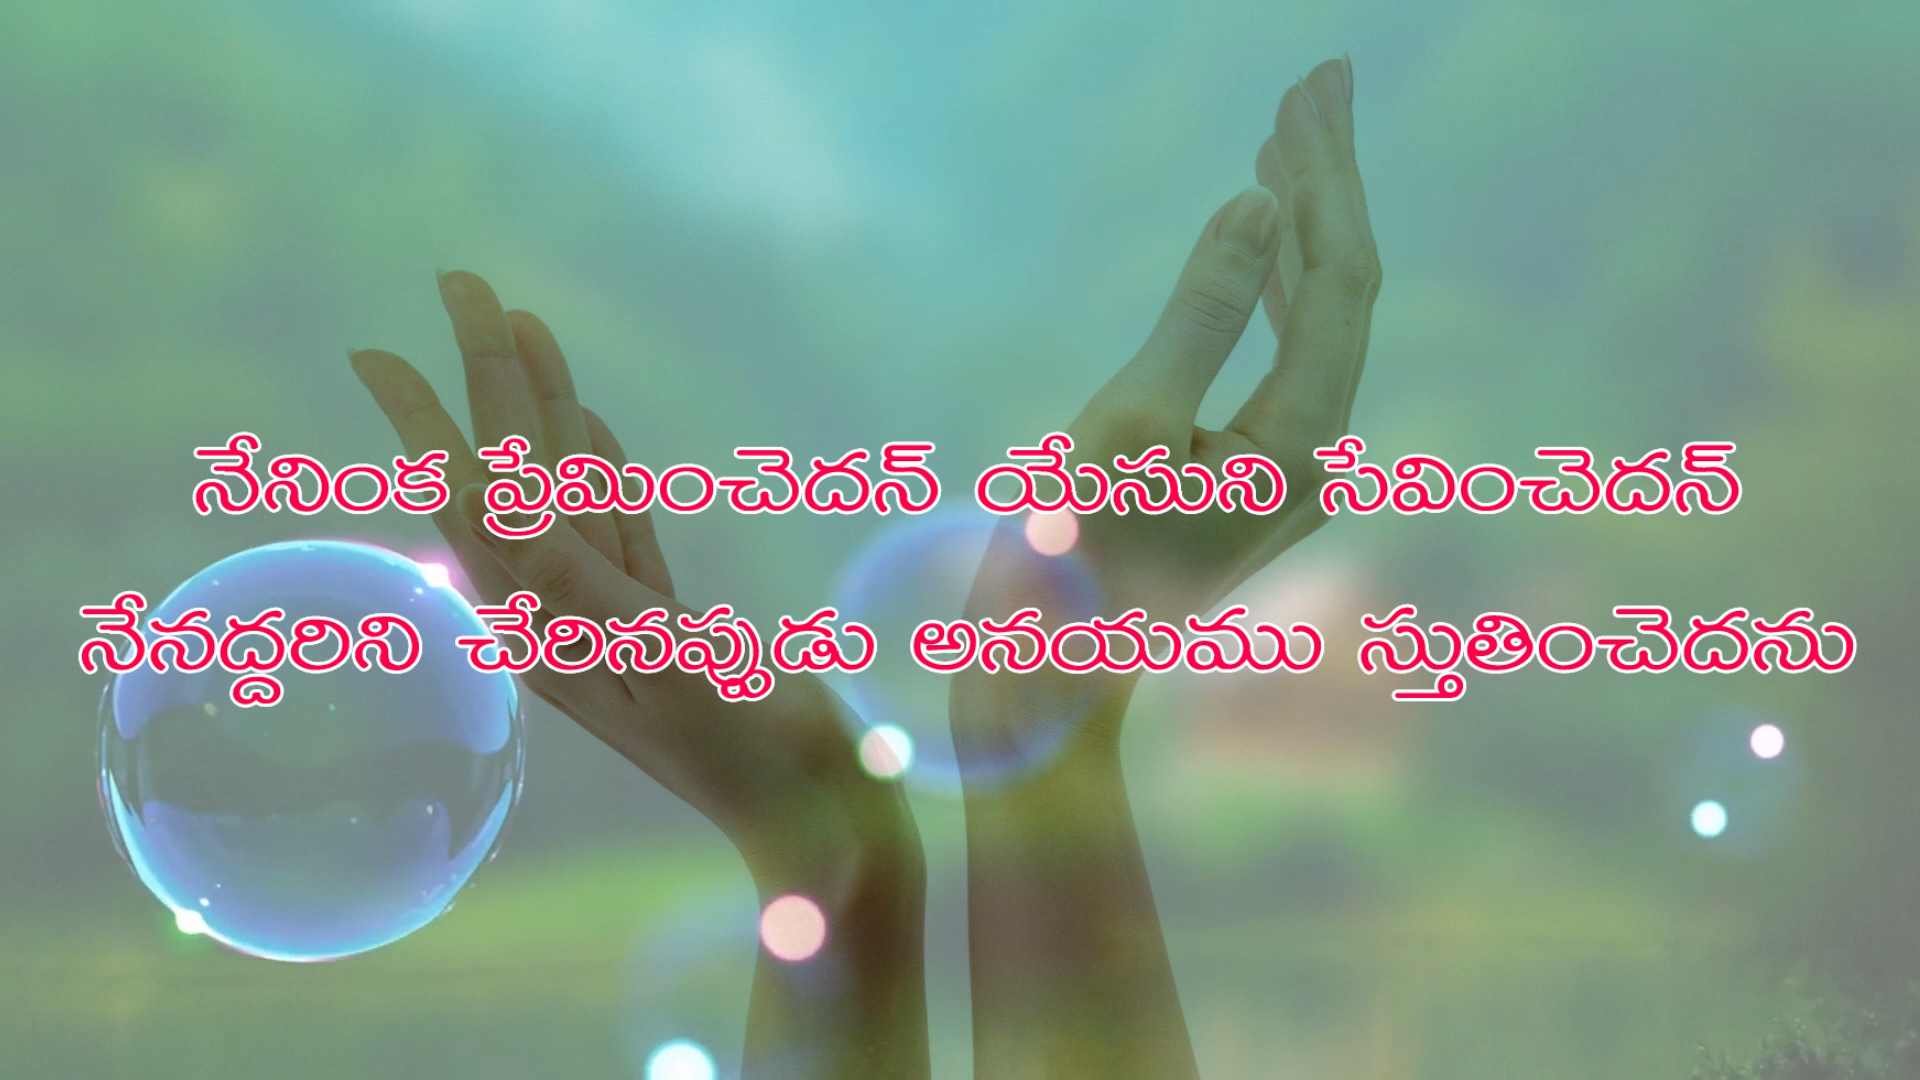 నేనింక ప్రేమించెదన్ యేసుని సేవించెదన్
నేనద్దరిని చేరినప్పుడు అనయము స్తుతించెదను